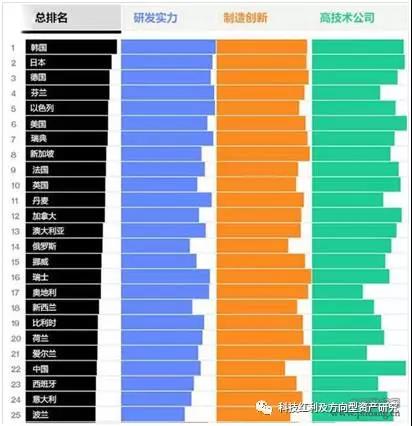 总排名 研发实力 制造创新 高技术公司
1 韩国
2 日本
3 德国
4 芬兰
5 以色列
6 美国
7 瑞典
8 新加坡
9 法国
10 英国
11 丹麦
12 加拿大
13 澳大利亚
14 俄罗斯
15 挪威
16 瑞士
17 奥地利
18 新西兰
19 比利时
20 荷兰
21 爱尔兰
22 中国
23 西班牙
24 意大利
25 波兰
科技红利及方向型资产研究